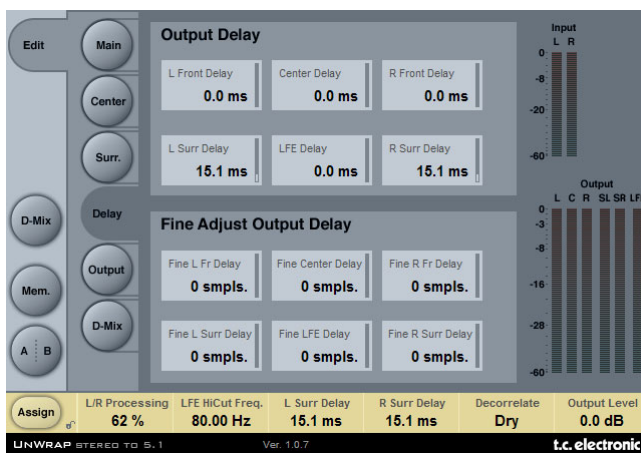 Edit
Main
Center
Surr.
Delay
Output
D-Mix
D-Mix
Mem.
A B
Output Delay
L Front Delay
0.0 ms
Center Delay
0.0 ms
R Front Delay
0.0 ms
L Surr Delay
15.1 ms
LFE Delay
0.0 ms
R Surr Delay
15.1 ms
Fine Adjust Output Delay
Fine L Fr Delay
0 smpls.
Fine Center Delay
0 smpls.
Fine R Fr Delay
0 smpls.
Fine L Surr Delay
0 smpls.
Fine LFE Delay
0 smpls.
Fine R Surr Delay
0 smpls.
Input
L R
0
-8
-20
-60
Output
L C R SL SR LF
0
-3
-8
-16
-28
-60
Assign
L/R Processing
62 %
LFE HiCut Freq.
80.00 Hz
L Surr Delay
15.1 ms
R Surr Delay
15.1 ms
Decorrelate
Dry
Output Level
0.0 dB
UNWRAP STEREO TO 5.1
Ver. 1.0.7
t.c. electronic